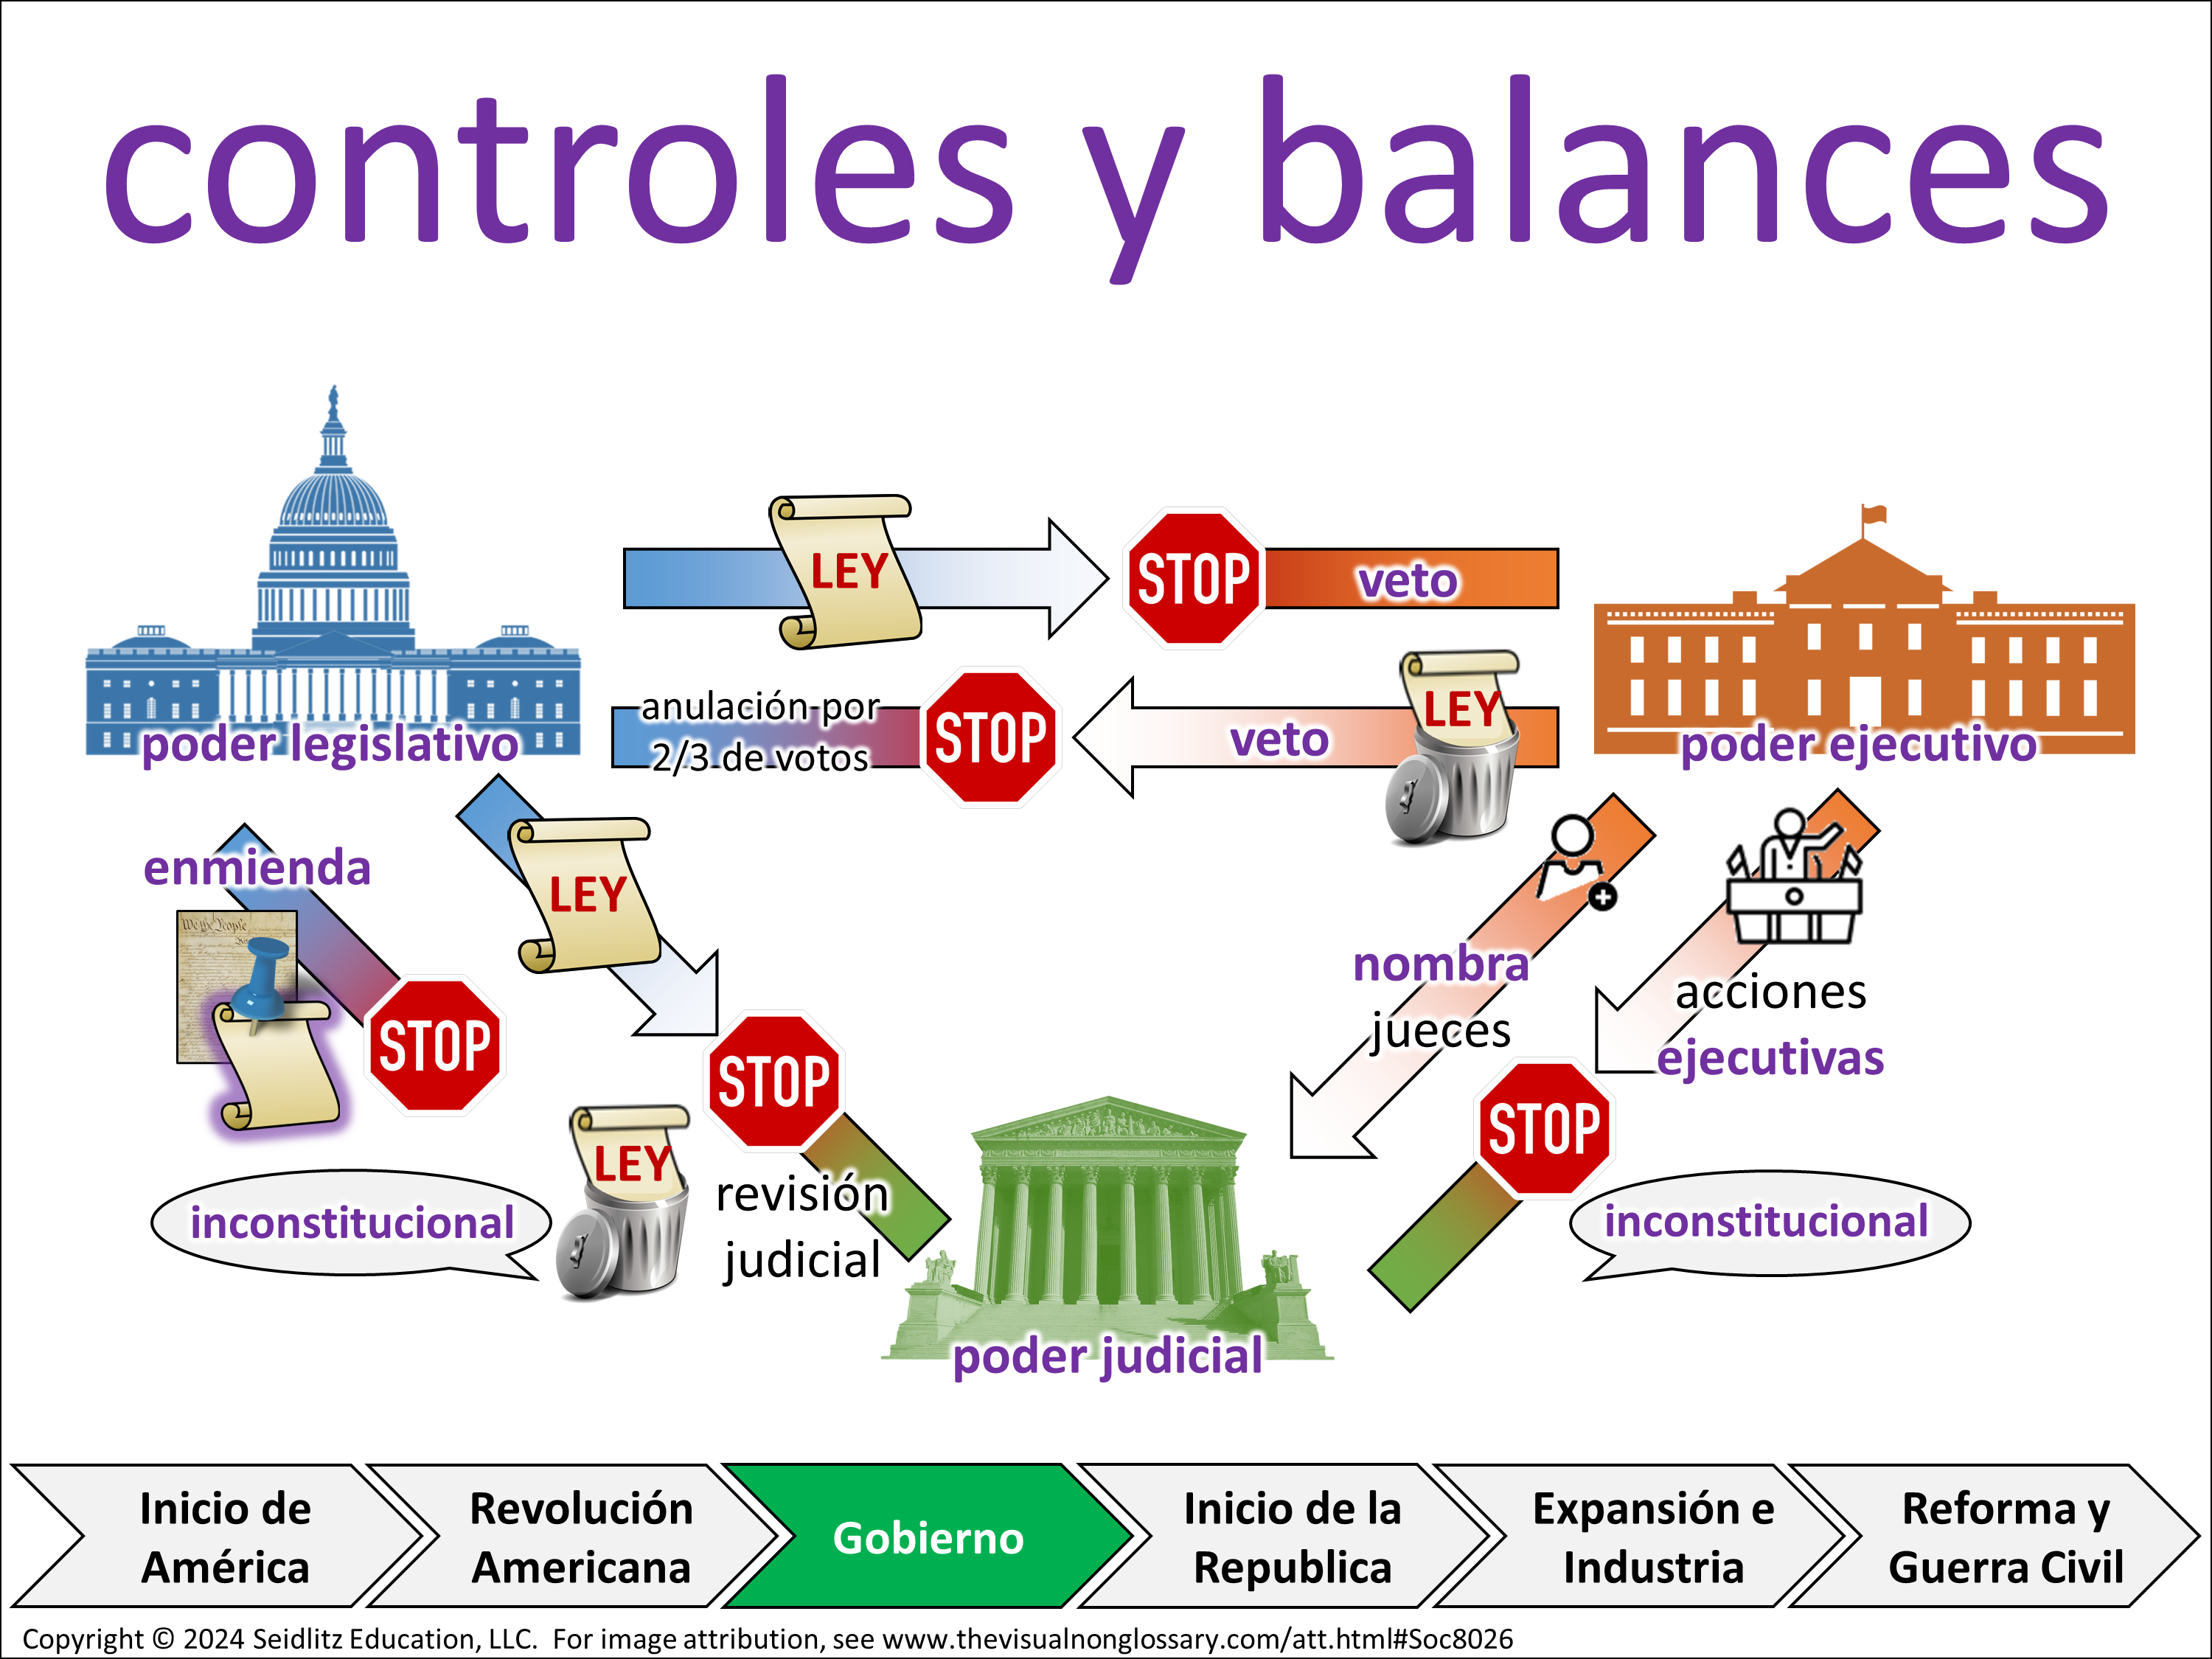 controles y balances
LEY
STOP
veto
anulación por
2/3 de votos
STOP
veto
LEY
poder legislativo
poder ejecutivo
enmienda
LEY
We the People
STOP
STOP
nombra
jueces
acciones
ejecutivas
STOP
LEY
revisión
judicial
inconstitucional
inconstitucional
poder judicial
Inicio de
América
Revolución
Americana
Gobierno
Inicio de la
Republica
Expansión e
Industria
Reforma y
Guerra Civil
Copyright © 2024 Seidlitz Education, LLC.  For image attribution, see www.thevisualnonglossary.com/att.html#Soc8026